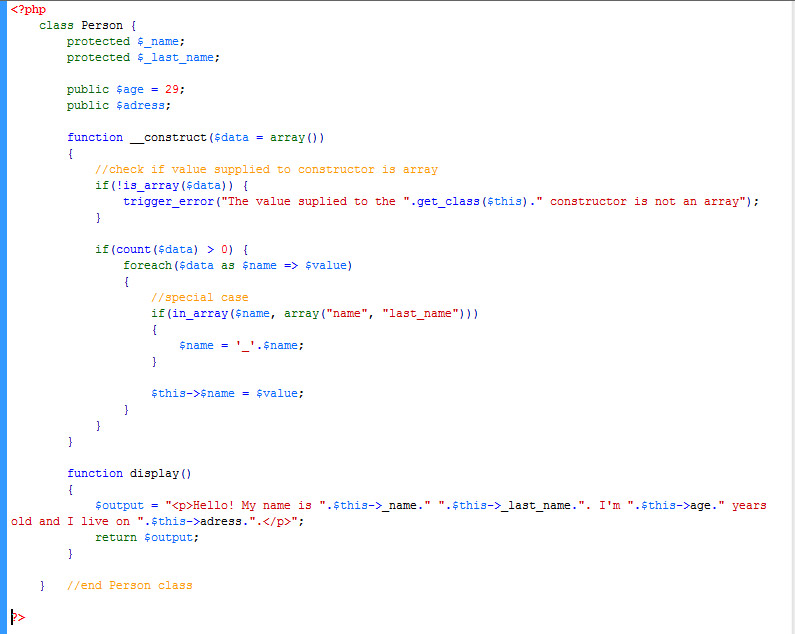 <?php
class Person {
protected $_name;
protected $_last_name;
public $age = 29;
public $adress;
function __construct($data = array())
{
//check if value supplied to constructor is array
if(!is_array($data)) {
trigger_error("The value suplied to the ".get_class($this)." constructor is not an array");
}
if(count($data) > 0) {
foreach($data as $name => $value)
{
//special case
if(in_array($name, array("name", "last_name")))
{
$name = '_'.$name;
}
$this->$name = $value;
}
}
}
function display()
{
$output = "<p>Hello! My name is ".$this->_name." ".$this->_last_name.". I'm ".$this->age." years
old and I live on ".$this->adress.".</p>";
return $output;
}
} //end Person class
?>